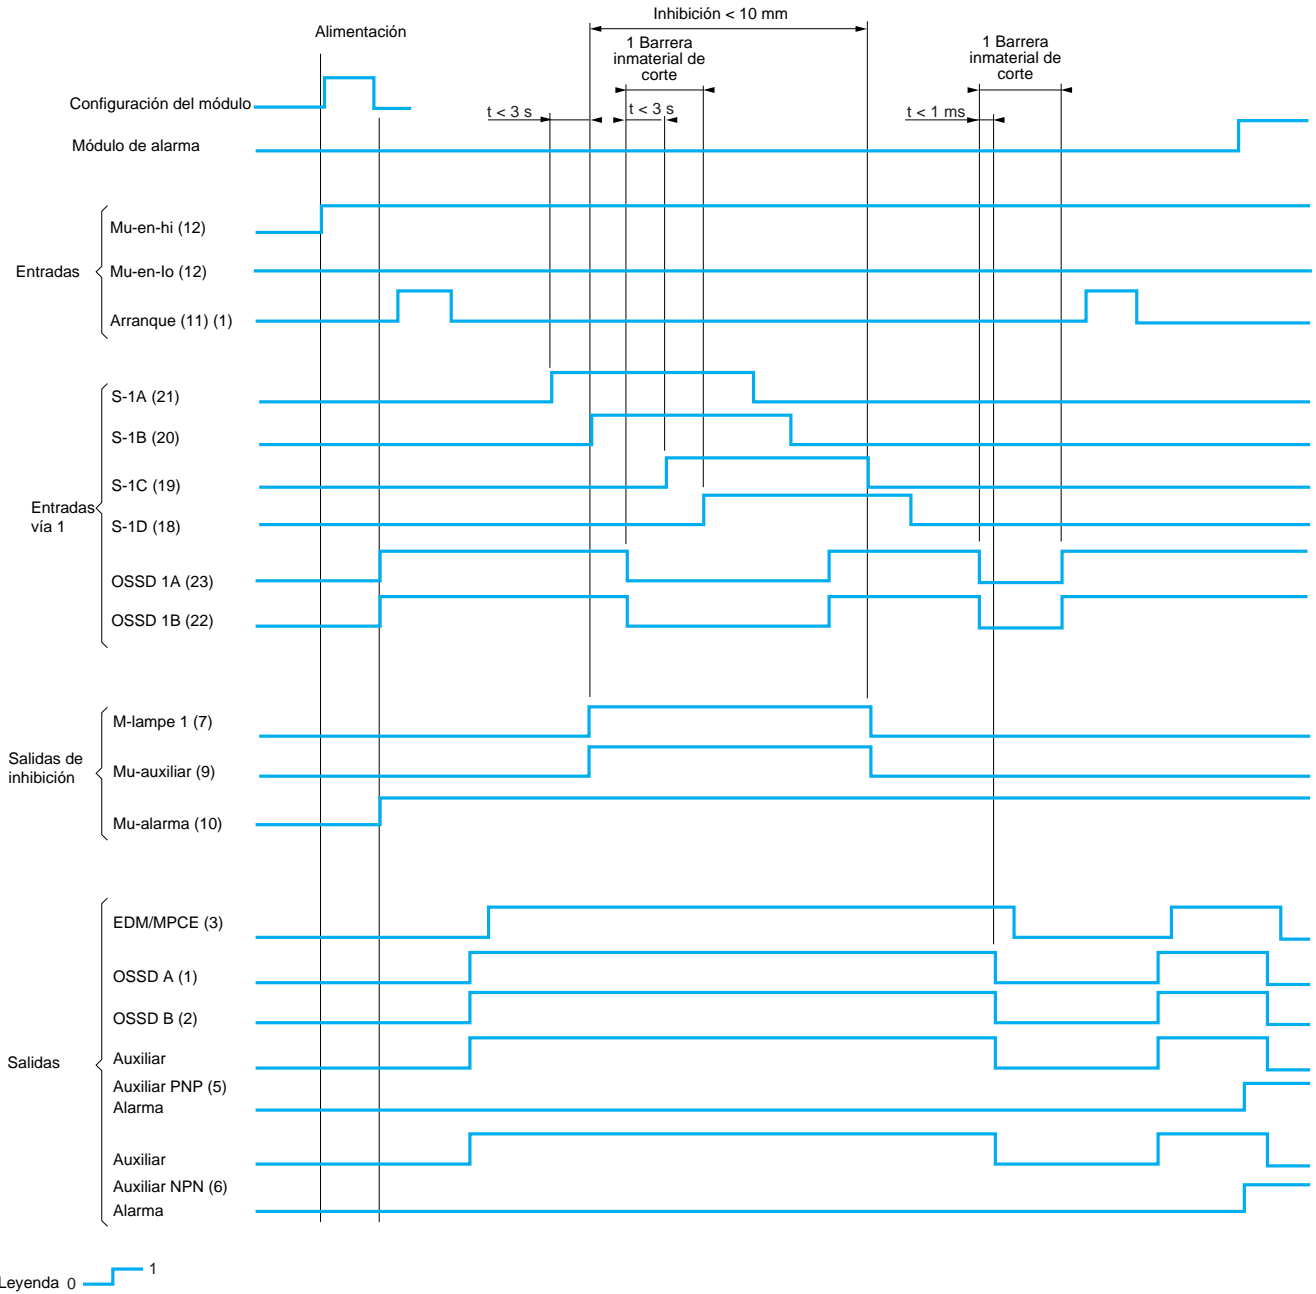 Inhibición < 10 mm
Alimentación
1 Barrera
inmaterial de
corte
1 Barrera
inmaterial de
corte
Configuración del módulo
t < 3 s
t < 3 s
t < 1 ms
Módulo de alarma
Entradas
Mu-en-hi (12)
Mu-en-lo (12)
Arranque (11) (1)
Entradas
vía 1
S-1A (21)
S-1B (20)
S-1C (19)
S-1D (18)
OSSD 1A (23)
OSSD 1B (22)
Salidas de
inhibición
M-lampe 1 (7)
Mu-auxiliar (9)
Mu-alarma (10)
Salidas
EDM/MPCE (3)
OSSD A (1)
OSSD B (2)
Auxiliar
Auxiliar PNP (5)
Alarma
Auxiliar
Auxiliar NPN (6)
Alarma
Leyenda 0 1